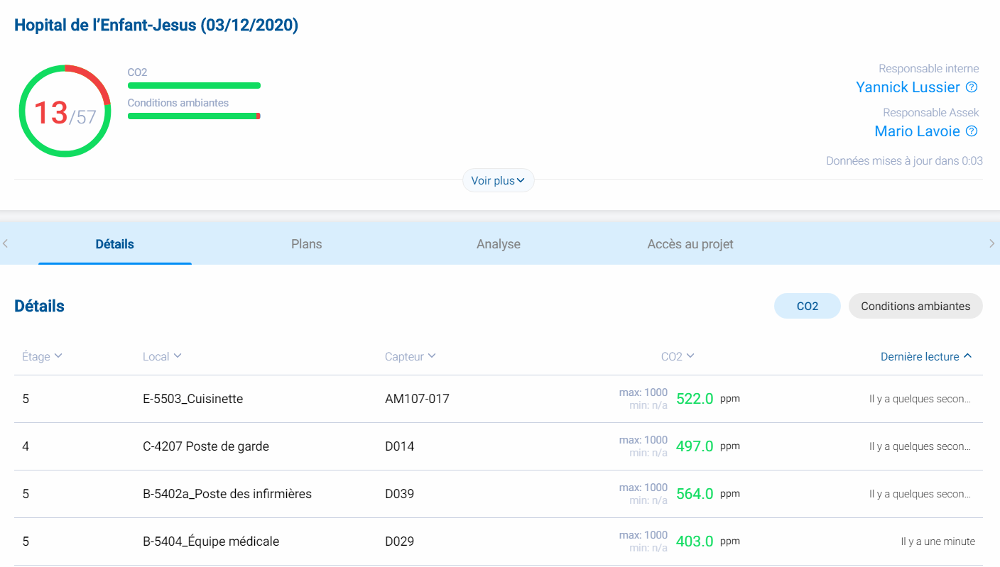 Hopital de l’Enfant-Jesus (03/12/2020)
13/57
CO2
Conditions ambiantes
Responsable interne
Yannick Lussier
Responsable Assek
Mario Lavoie
Données mises à jour dans 0:03
Voir plus
Détails Plans Analyse Accès au projet
Détails
CO2 Conditions ambiantes
Étage Local Capteur CO2 Dernière lecture
5 E-5503_Cuisinette AM107-017 max: 1000 min: n/a 522.0 ppm Il y a quelques secon...
4 C-4207 Poste de garde D014 max: 1000 min: n/a 497.0 ppm Il y a quelques secon...
5 B-5402a_Poste des infirmières D039 max: 1000 min: n/a 564.0 ppm Il y a quelques secon...
5 B-5404_Équipe médicale D029 max: 1000 min: n/a 403.0 ppm Il y a une minute